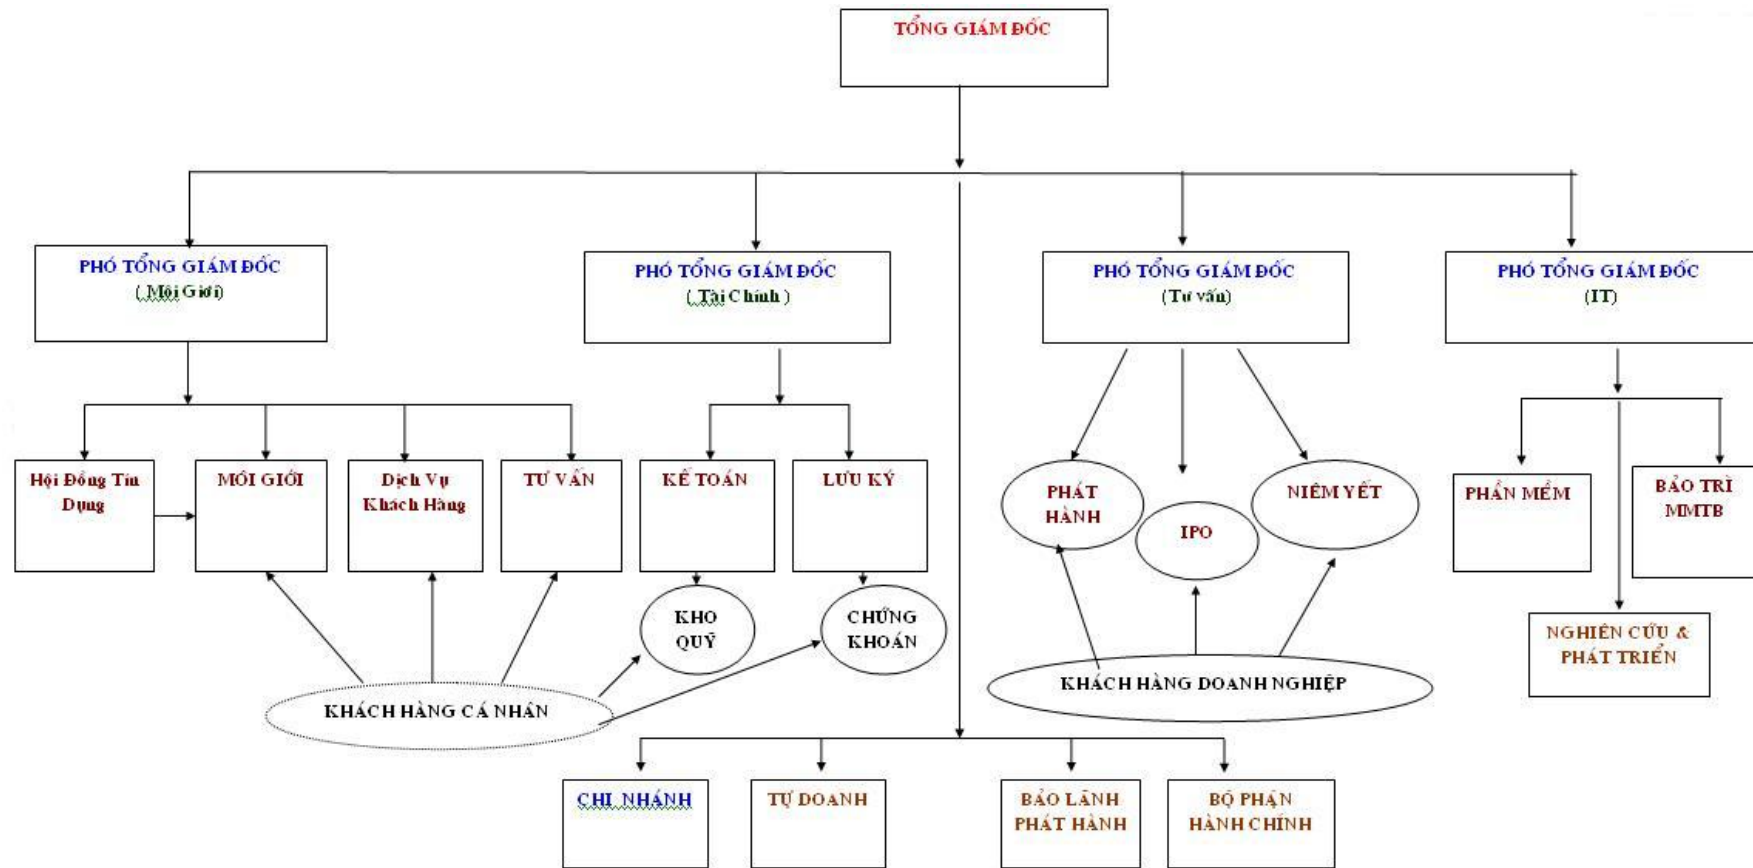 TỔNG GIÁM ĐỐC
PHÓ TỔNG GIÁM ĐỐC
( Môi Giới)
PHÓ TỔNG GIÁM ĐỐC
( Tài Chính )
PHÓ TỔNG GIÁM ĐỐC
(Tư vấn)
PHÓ TỔNG GIÁM ĐỐC
(IT)
Hội Đồng Tín
Dụng
MÔI GIỚI
Dịch Vụ
Khách Hàng
TƯ VẤN
KẾ TOÁN
LƯU KÝ
PHÁT
HÀNH
IPO
NIÊM YẾT
PHẦN MỀM
BẢO TRÌ
MMTB
KHO
QUỸ
CHỨNG
KHOÁN
NGHIÊN CỨU &
PHÁT TRIỂN
KHÁCH HÀNG CÁ NHÂN
KHÁCH HÀNG DOANH NGHIỆP
CHI NHÁNH
TỰ DOANH
BẢO LÃNH
PHÁT HÀNH
BỘ PHẬN
HÀNH CHÍNH